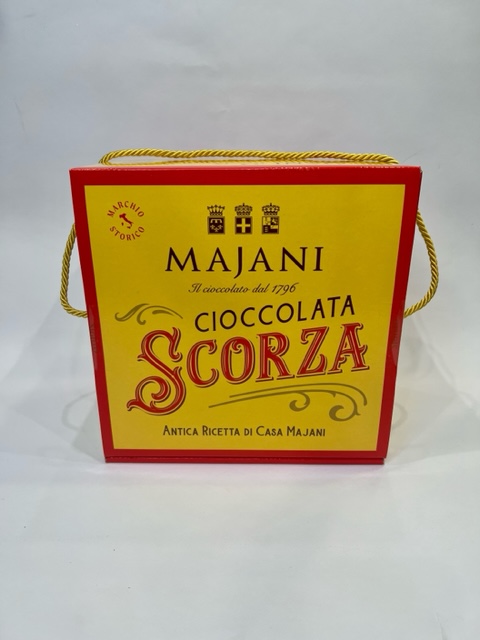 MARCHIO
STORICO
MAJANI
Il cioccolato dal 1796
CIOCCOLATA
SCORZA
ANTICA RICETTA DI CASA MAJANI